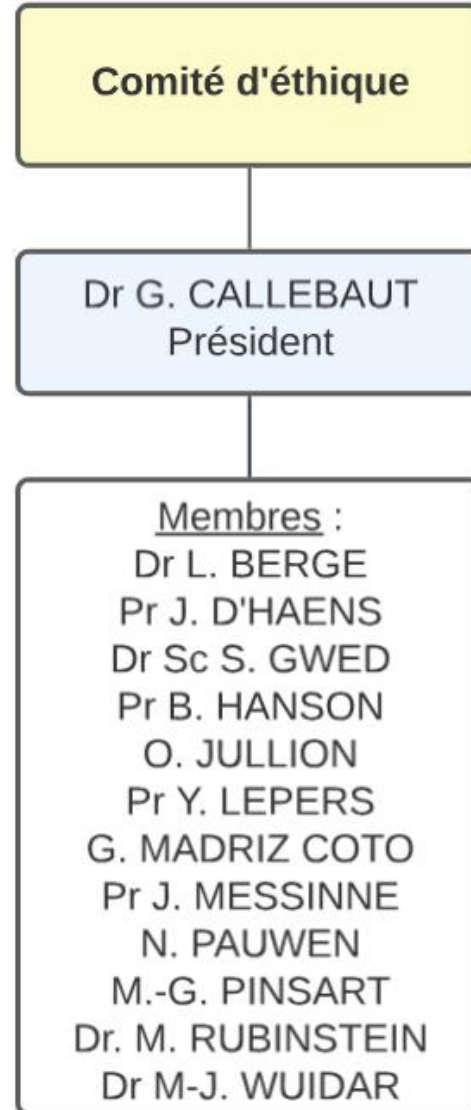 Comité d'éthique
Dr G. CALLEBAUT
Président
Membres :
Dr L. BERGE
Pr J. D'HAENS
Dr Sc S. GWED
Pr B. HANSON
O. JULLION
Pr Y. LEPERS
G. MADRIZ COTO
Pr J. MESSINNE
N. PAUWEN
M.-G. PINSART
Dr. M. RUBINSTEIN
Dr M-J. WUIDAR